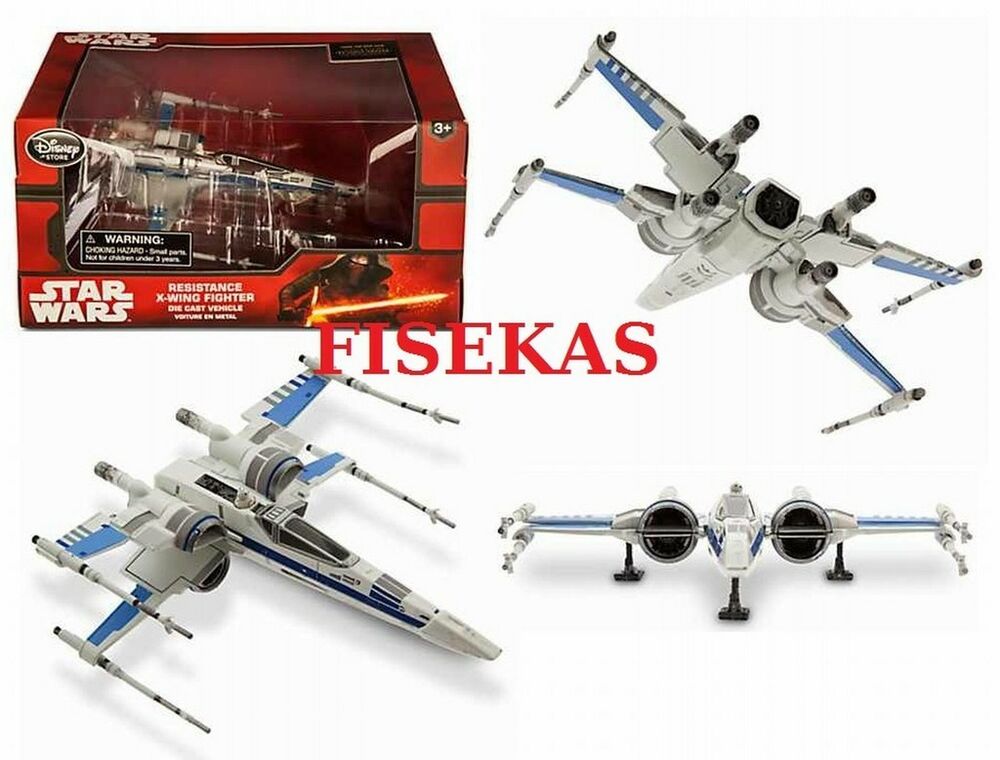 STAR WARS
3+
Disney
STORE
WARNING:
CHOKING HAZARD - Small parts.
Not for children under 3 years.
STAR
WARS
RESISTANCE
X-WING FIGHTER
DIE CAST VEHICLE
VOITURE EN METAL
FISEKAS